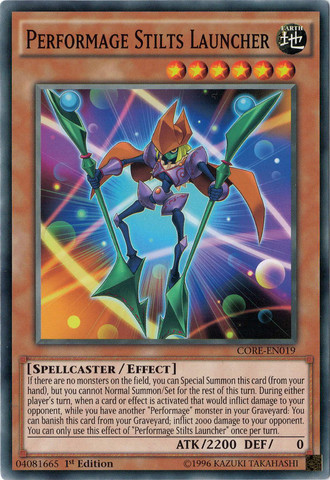 PERFORMAGE STILTS LAUNCHER
EARTH
地
CORE-EN019
[SPELLCASTER / EFFECT]
If there are no monsters on the field, you can Special Summon this card (from your
hand), but you cannot Normal Summon/Set for the rest of this turn. During either
player's turn, when a card or effect is activated that would inflict damage to your
opponent, while you have another "Performage" monster in your Graveyard: You
can banish this card from your Graveyard; inflict 2000 damage to your opponent.
You can only use this effect of "Performage Stilts Launcher" once per turn.
ATK/2200 DEF/ 0
04081665 1st Edition ©1996 KAZUKI TAKAHASHI